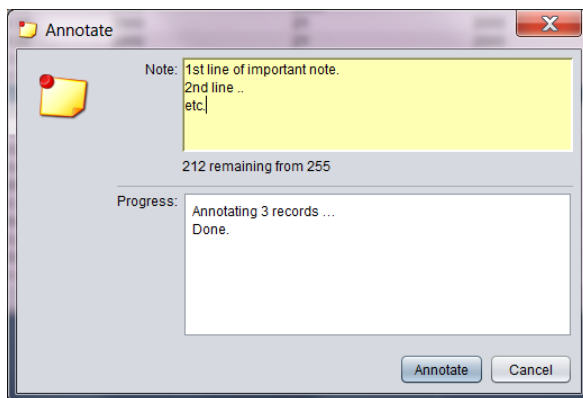 Annotate
Note:
1st line of important note.
2nd line ..
etc.
212 remaining from 255
Progress:
Annotating 3 records …
Done.
Annotate
Cancel